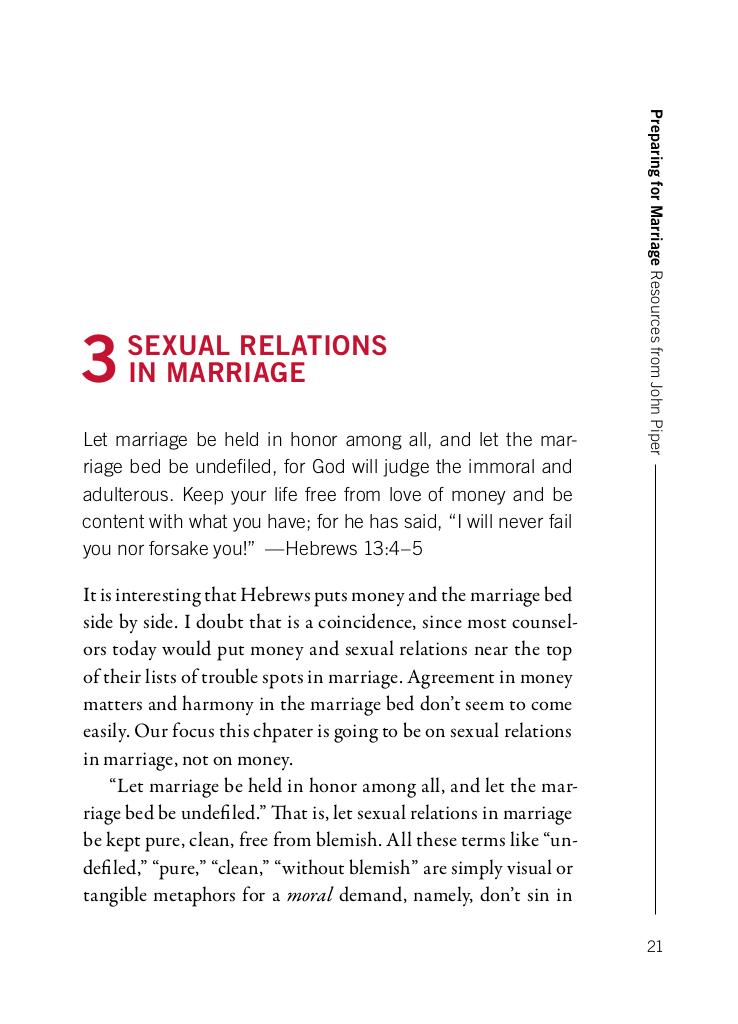 Preparing for Marriage Resources from John Piper
3 SEXUAL RELATIONS
IN MARRIAGE
Let marriage be held in honor among all, and let the mar-
riage bed be undefiled, for God will judge the immoral and
adulterous. Keep your life free from love of money and be
content with what you have; for he has said, “I will never fail
you nor forsake you!” —Hebrews 13:4–5
It is interesting that Hebrews puts money and the marriage bed
side by side. I doubt that is a coincidence, since most counsel-
ors today would put money and sexual relations near the top
of their lists of trouble spots in marriage. Agreement in money
matters and harmony in the marriage bed don’t seem to come
easily. Our focus this chpater is going to be on sexual relations
in marriage, not on money.
“Let marriage be held in honor among all, and let the mar-
riage bed be undefiled.” That is, let sexual relations in marriage
be kept pure, clean, free from blemish. All these terms like “un-
defiled,” “pure,” “clean,” “without blemish” are simply visual or
tangible metaphors for a moral demand, namely, don’t sin in
21